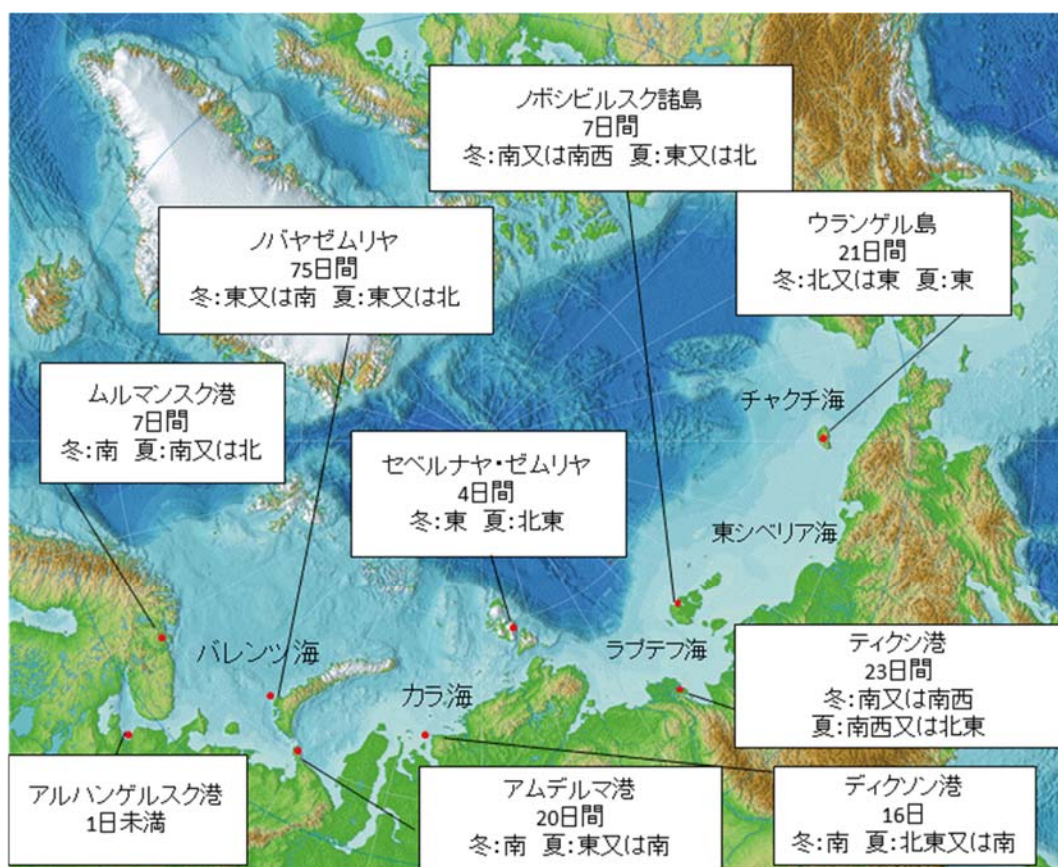 ノボシビルスク諸島
7日間
冬:南又は南西 夏:東又は北
ウランゲル島
21日間
冬:北又は東 夏:東
ノバヤゼムリヤ
75日間
冬:東又は南 夏:東又は北
ムルマンスク港
7日間
冬:南 夏:南又は北
チャクチ海
セベルナヤ・ゼムリヤ
4日間
冬:東 夏:北東
東シベリア海
バレンツ海
カラ海
ラプテフ海
ティクシ港
23日間
冬:南又は南西
夏:南西又は北東
アルハンゲルスク港
1日未満
アムデルマ港
20日間
冬:南 夏:東又は南
ディクソン港
16日
冬:南 夏:北東又は南